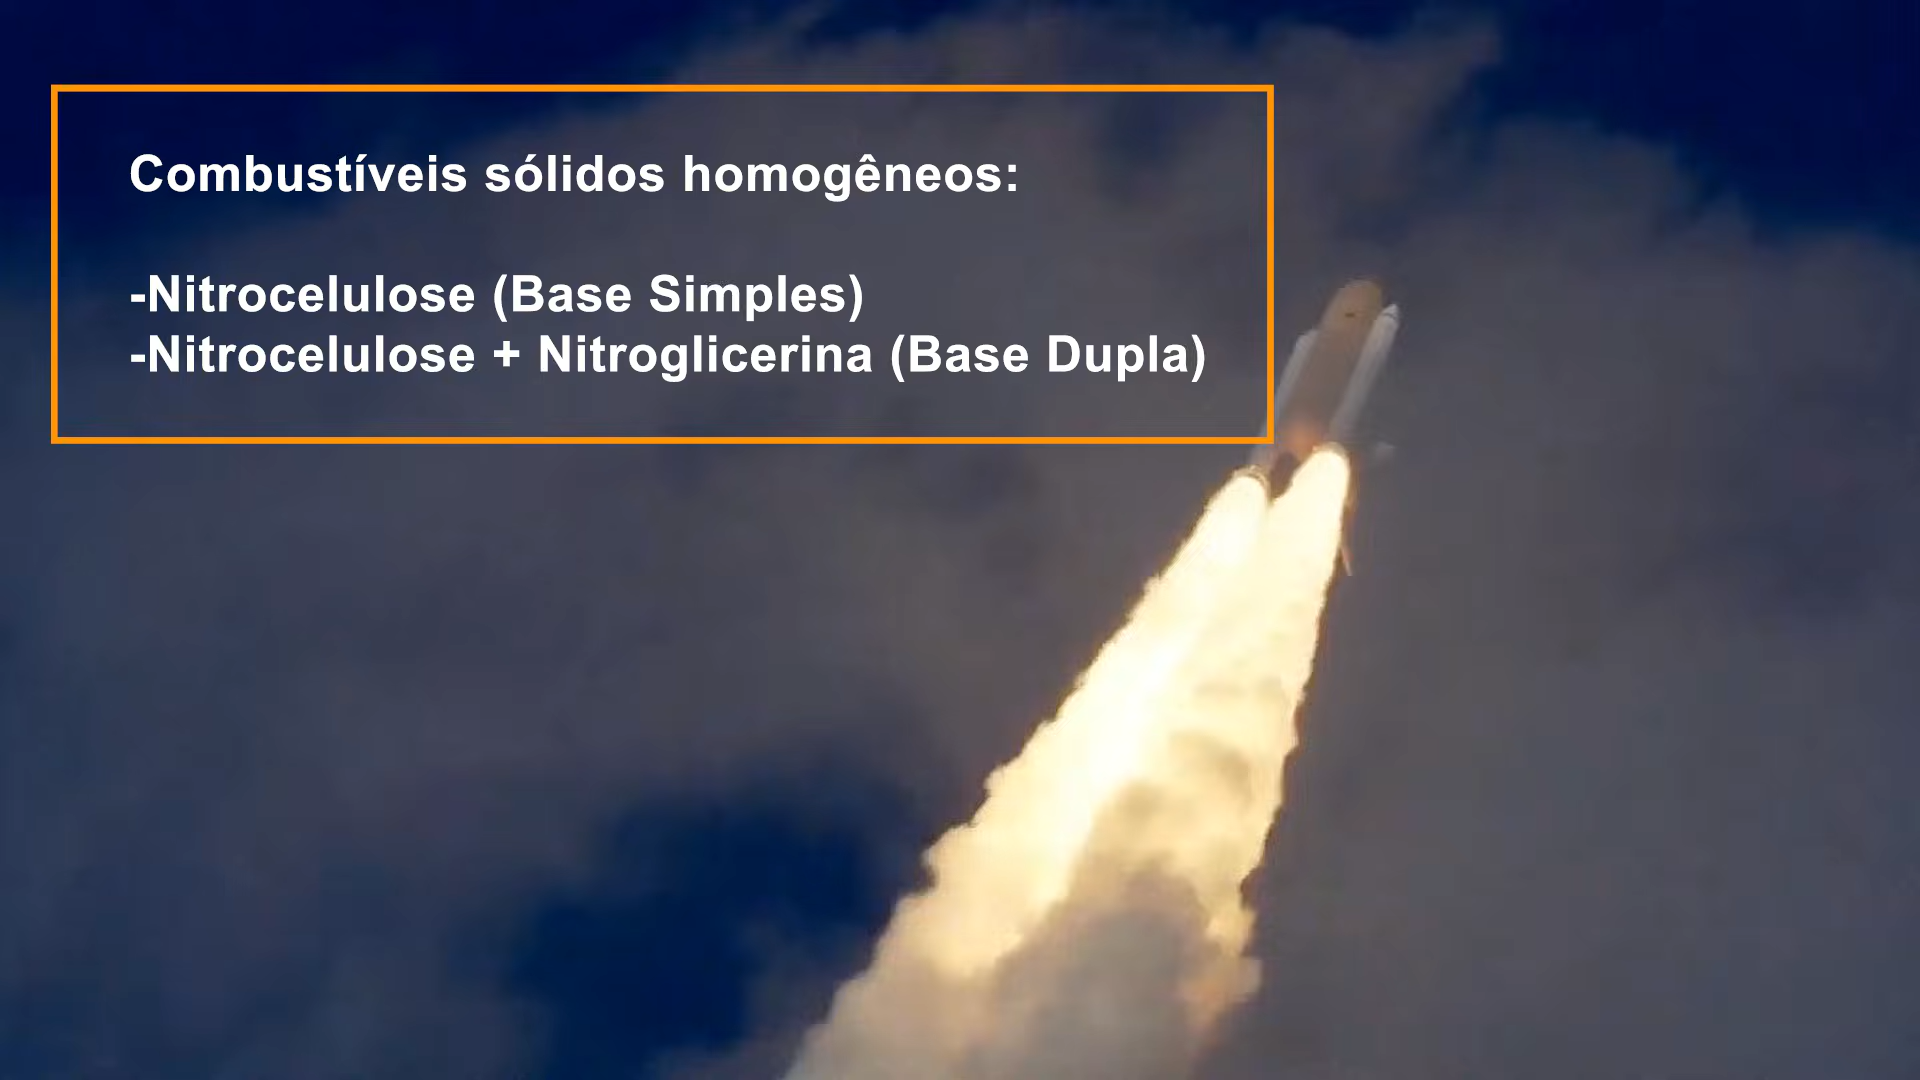 Combustíveis sólidos homogêneos:
-Nitrocelulose (Base Simples)
-Nitrocelulose + Nitroglicerina (Base Dupla)